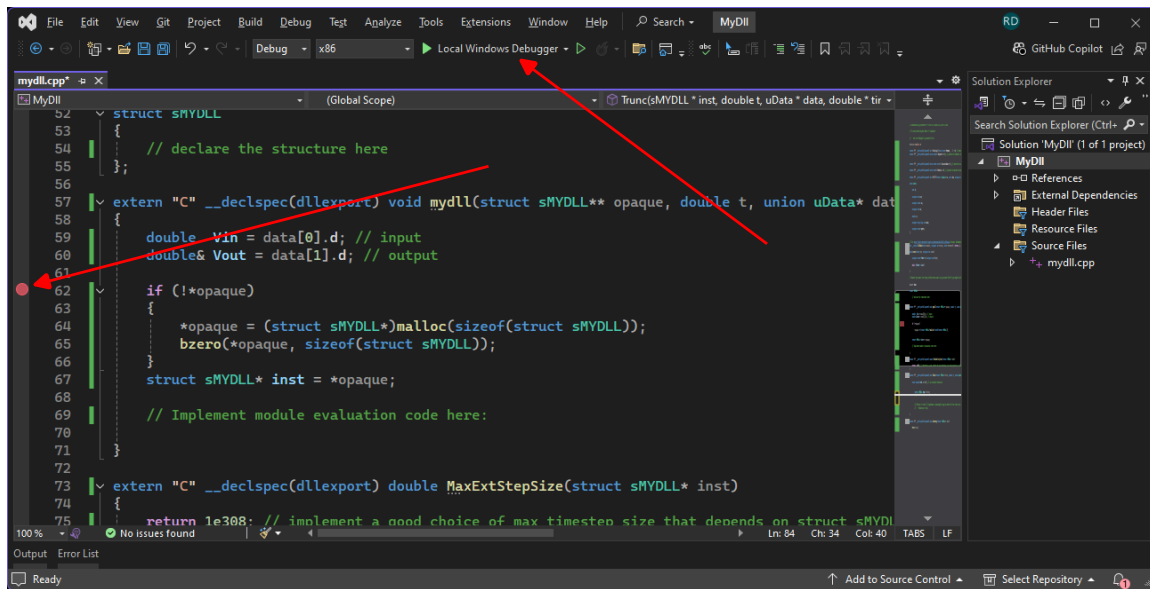 File Edit View Git Project Build Debug Test Analyze Tools Extensions Window Help Search MyDll RD
Debug x86 Local Windows Debugger GitHub Copilot
mydll.cpp* Solution Explorer
MyDll (Global Scope) Trunc(sMYDLL * inst, double t, uData * data, double * tir
Search Solution Explorer (Ctrl+
Solution 'MyDll' (1 of 1 project)
MyDll
References
External Dependencies
Header Files
Resource Files
Source Files
mydll.cpp
52 struct sMYDLL
53 {
54 // declare the structure here
55 };
56
57 extern "C" __declspec(dllexport) void mydll(struct sMYDLL** opaque, double t, union uData* dat
58 {
59 double Vin = data[0].d; // input
60 double& Vout = data[1].d; // output
61
62 if (!*opaque)
63 {
64 *opaque = (struct sMYDLL*)malloc(sizeof(struct sMYDLL));
65 bzero(*opaque, sizeof(struct sMYDLL));
66 }
67 struct sMYDLL* inst = *opaque;
68
69 // Implement module evaluation code here:
70
71 }
72
73 extern "C" __declspec(dllexport) double MaxExtStepSize(struct sMYDLL* inst)
74 {
75 return 1e308; // implement a good choice of max timestep size that depends on struct sMYDL
100 % No issues found Ln: 84 Ch: 34 Col: 40 TABS LF
Output Error List
Ready Add to Source Control Select Repository 1